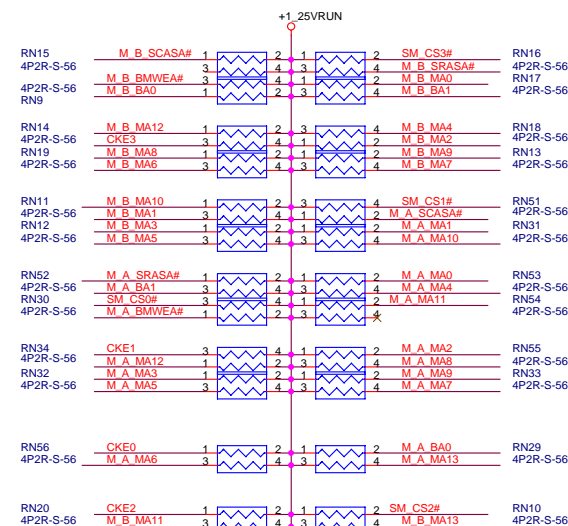 +1_25VRUN
RN15 M_B_SCASA# 1 2 1 2 SM_CS3# RN16
4P2R-S-56 3 4 3 4 M_B_SRASA# 4P2R-S-56
M_B_BMWEA# 3 4 1 2 M_B_MA0 RN17
4P2R-S-56 M_B_BA0 1 2 3 4 M_B_BA1 4P2R-S-56
RN9
RN14 M_B_MA12 1 2 3 4 M_B_MA4 RN18
4P2R-S-56 CKE3 3 4 1 2 M_B_MA2 4P2R-S-56
RN19 M_B_MA8 1 2 1 2 M_B_MA9 RN13
4P2R-S-56 M_B_MA6 3 4 3 4 M_B_MA7 4P2R-S-56
RN11 M_B_MA10 1 2 3 4 SM_CS1# RN51
4P2R-S-56 M_B_MA1 3 4 1 2 M_A_SCASA# 4P2R-S-56
RN12 M_B_MA3 1 2 1 2 M_A_MA1 RN31
4P2R-S-56 M_B_MA5 3 4 3 4 M_A_MA10 4P2R-S-56
RN52 M_A_SRASA# 1 2 1 2 M_A_MA0 RN53
4P2R-S-56 M_A_BA1 3 4 3 4 M_A_MA4 4P2R-S-56
RN30 SM_CS0# 3 4 1 2 M_A_MA11 RN54
4P2R-S-56 M_A_BMWEA# 1 2 3 4 4P2R-S-56
RN34 CKE1 3 4 1 2 M_A_MA2 RN55
4P2R-S-56 M_A_MA12 1 2 3 4 M_A_MA8 4P2R-S-56
RN32 M_A_MA3 1 2 1 2 M_A_MA9 RN33
4P2R-S-56 M_A_MA5 3 4 3 4 M_A_MA7 4P2R-S-56
RN56 CKE0 1 2 1 2 M_A_BA0 RN29
4P2R-S-56 M_A_MA6 3 4 3 4 M_A_MA13 4P2R-S-56
RN20 CKE2 1 2 1 2 SM_CS2# RN10
4P2R-S-56 M_B_MA11 3 4 3 4 M_B_MA13 4P2R-S-56